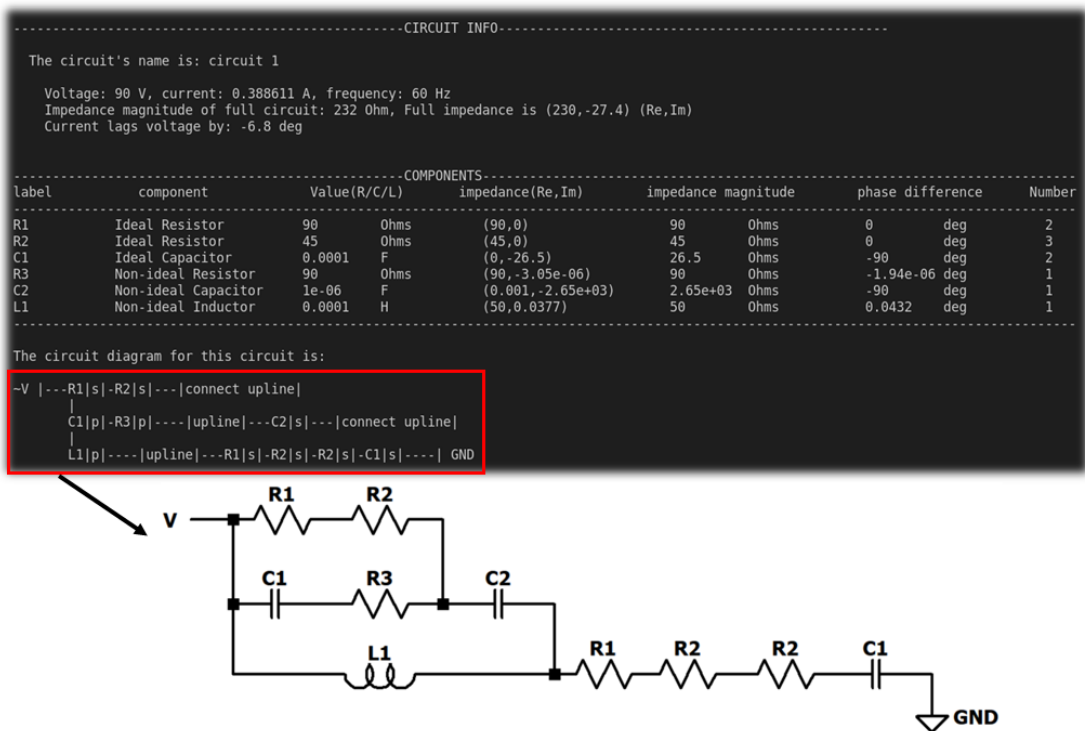 --------------------------------------------------CIRCUIT INFO--------------------------------------------------
The circuit's name is: circuit 1
Voltage: 90 V, current: 0.388611 A, frequency: 60 Hz
Impedance magnitude of full circuit: 232 Ohm, Full impedance is (230,-27.4) (Re,Im)
Current lags voltage by: -6.8 deg
--------------------------------------------------COMPONENTS--------------------------------------------------
label component Value(R/C/L) impedance(Re,Im) impedance magnitude phase difference Number
R1 Ideal Resistor 90 Ohms (90,0) 90 Ohms 0 deg 2
R2 Ideal Resistor 45 Ohms (45,0) 45 Ohms 0 deg 3
C1 Ideal Capacitor 0.0001 F (0,-26.5) 26.5 Ohms -90 deg 2
R3 Non-ideal Resistor 90 Ohms (90,-3.05e-06) 90 Ohms -1.94e-06 deg 1
C2 Non-ideal Capacitor 1e-06 F (0.001,-2.65e+03) 2.65e+03 Ohms -90 deg 1
L1 Non-ideal Inductor 0.0001 H (50,0.0377) 50 Ohms 0.0432 deg 1
The circuit diagram for this circuit is:
~V |---R1|s|-R2|s|---|connect upline|
|
C1|p|-R3|p|----|upline|---C2|s|---|connect upline|
|
L1|p|----|upline|---R1|s|-R2|s|-R2|s|-C1|s|----| GND
R1 R2
V
C1 R3 C2
L1 R1 R2 R2 C1
GND